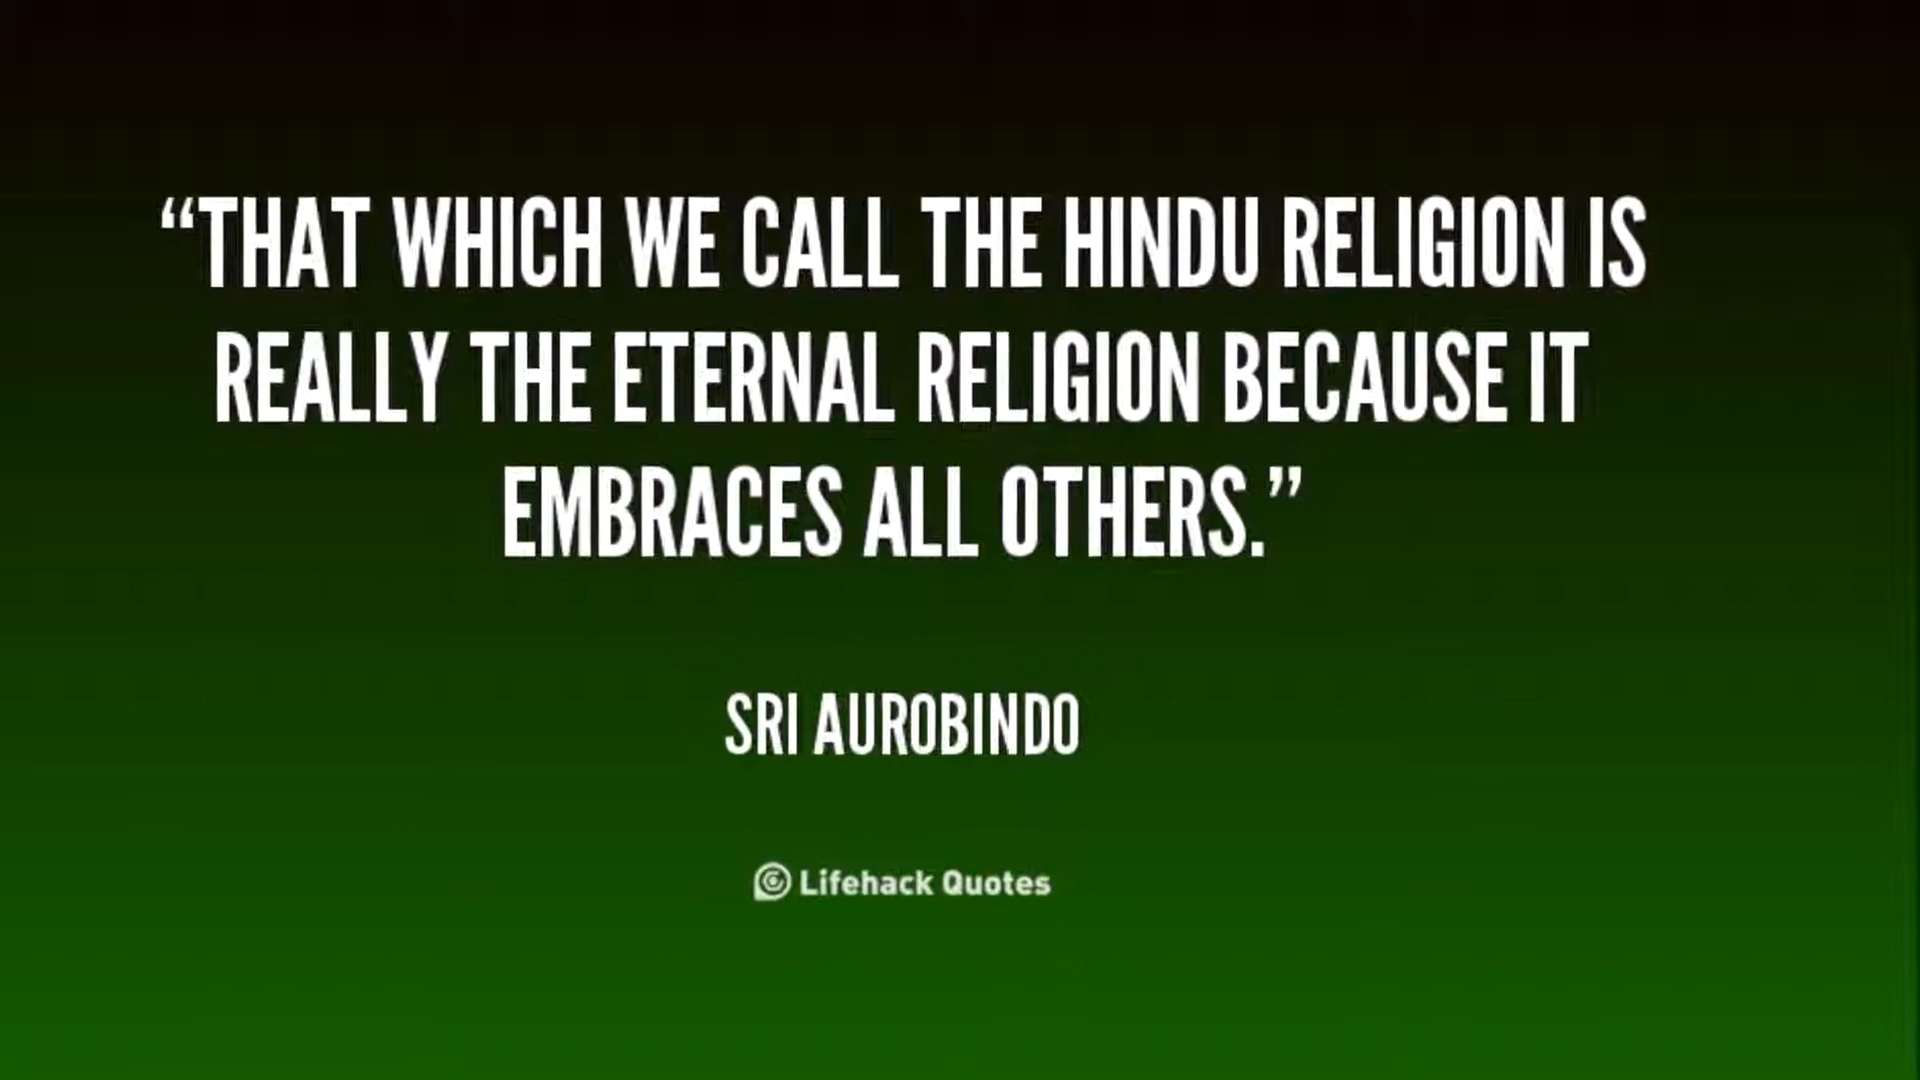 “THAT WHICH WE CALL THE HINDU RELIGION IS
REALLY THE ETERNAL RELIGION BECAUSE IT
EMBRACES ALL OTHERS.”
SRI AUROBINDO
Lifehack Quotes